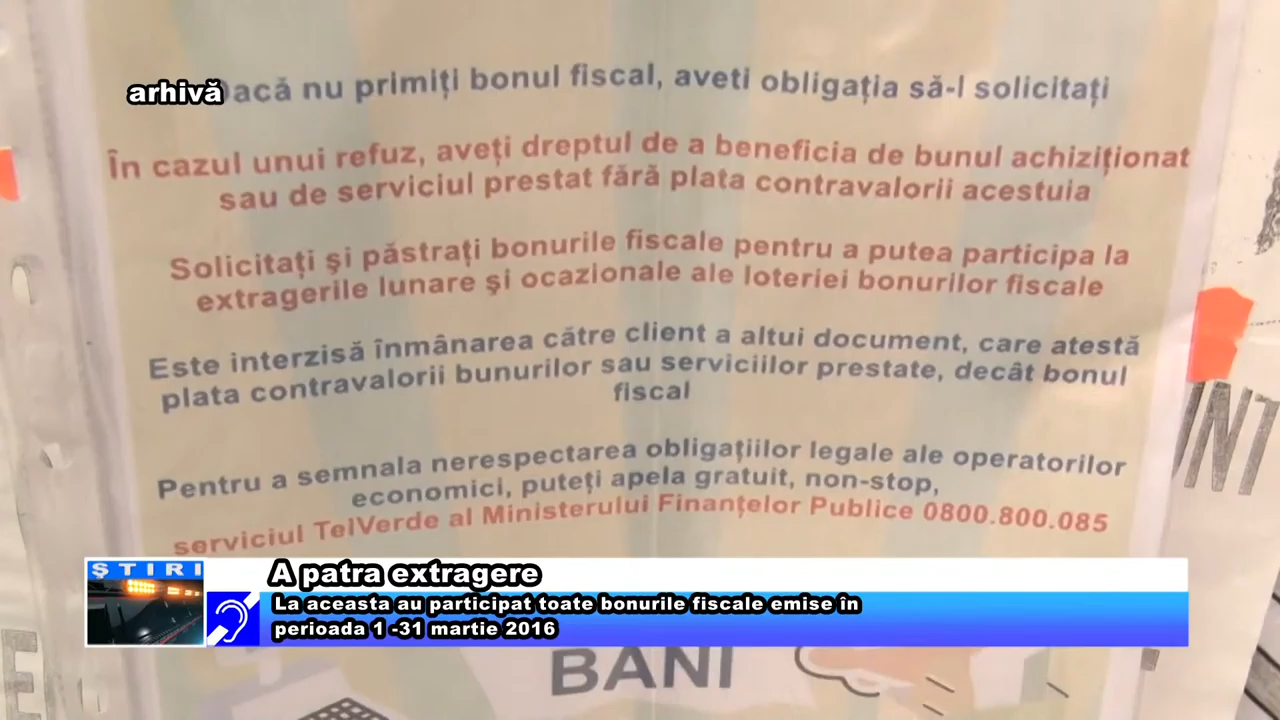 arhivă
Dacă nu primiți bonul fiscal, aveti obligația să-l solicitați
În cazul unui refuz, aveți dreptul de a beneficia de bunul achiziționat
sau de serviciul prestat fără plata contravalorii acestuia
Solicitați şi păstrați bonurile fiscale pentru a putea participa la
extragerile lunare şi ocazionale ale loteriei bonurilor fiscale
Este interzisă înmânarea către client a altui document, care atestă
plata contravalorii bunurilor sau serviciilor prestate, decât bonul
fiscal
Pentru a semnala nerespectarea obligațiilor legale ale operatorilor
economici, puteți apela gratuit, non-stop,
serviciul TelVerde al Ministerului Finanțelor Publice 0800.800.085
ŞTIRI
A patra extragere
La aceasta au participat toate bonurile fiscale emise în
perioada 1 -31 martie 2016
BANI